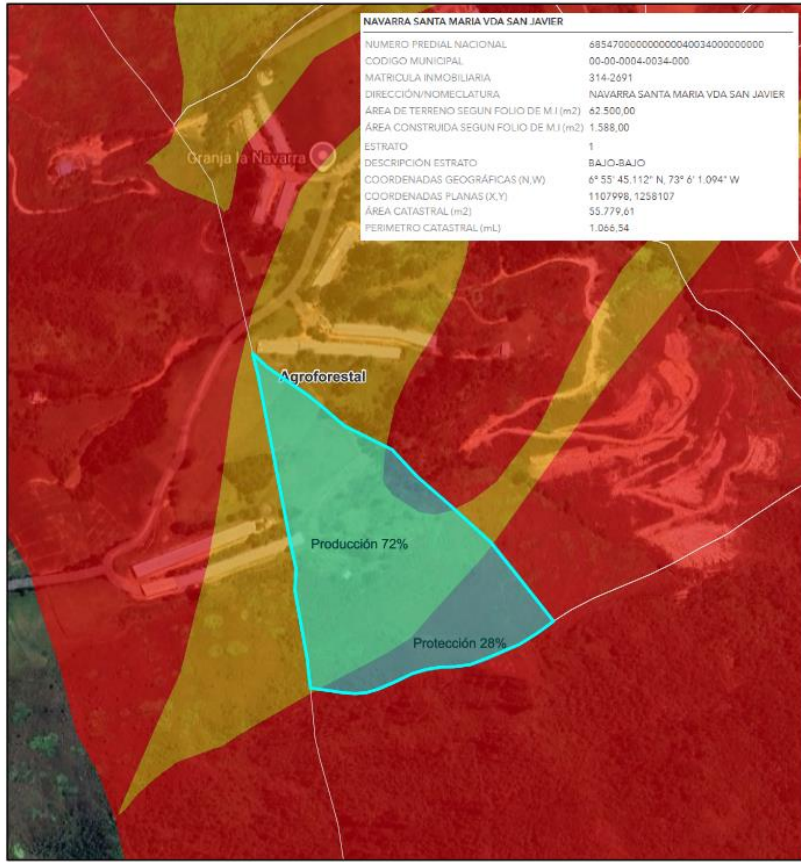 NAVARRA SANTA MARIA VDA SAN JAVIER
NUMERO PREDIAL NACIONAL 685470000000000040034000000000
CODIGO MUNICIPAL 00-00-0004-0034-000
MATRICULA INMOBILIARIA 314-2691
DIRECCIÓN/NOMECLATURA NAVARRA SANTA MARIA VDA SAN JAVIER
ÁREA DE TERRENO SEGUN FOLIO DE M.I (m2) 62.500,00
ÁREA CONSTRUIDA SEGUN FOLIO DE M.I (m2) 1.588,00
ESTRATO 1
DESCRIPCIÓN ESTRATO BAJO-BAJO
COORDENADAS GEOGRÁFICAS (N,W) 6° 55' 45.112" N, 73° 6' 1.094" W
COORDENADAS PLANAS (X,Y) 1107998, 1258107
ÁREA CATASTRAL (m2) 55.779,61
PERIMETRO CATASTRAL (mL) 1.066,54
Granja la Navarra
Agroforestal
Producción 72%
Protección 28%